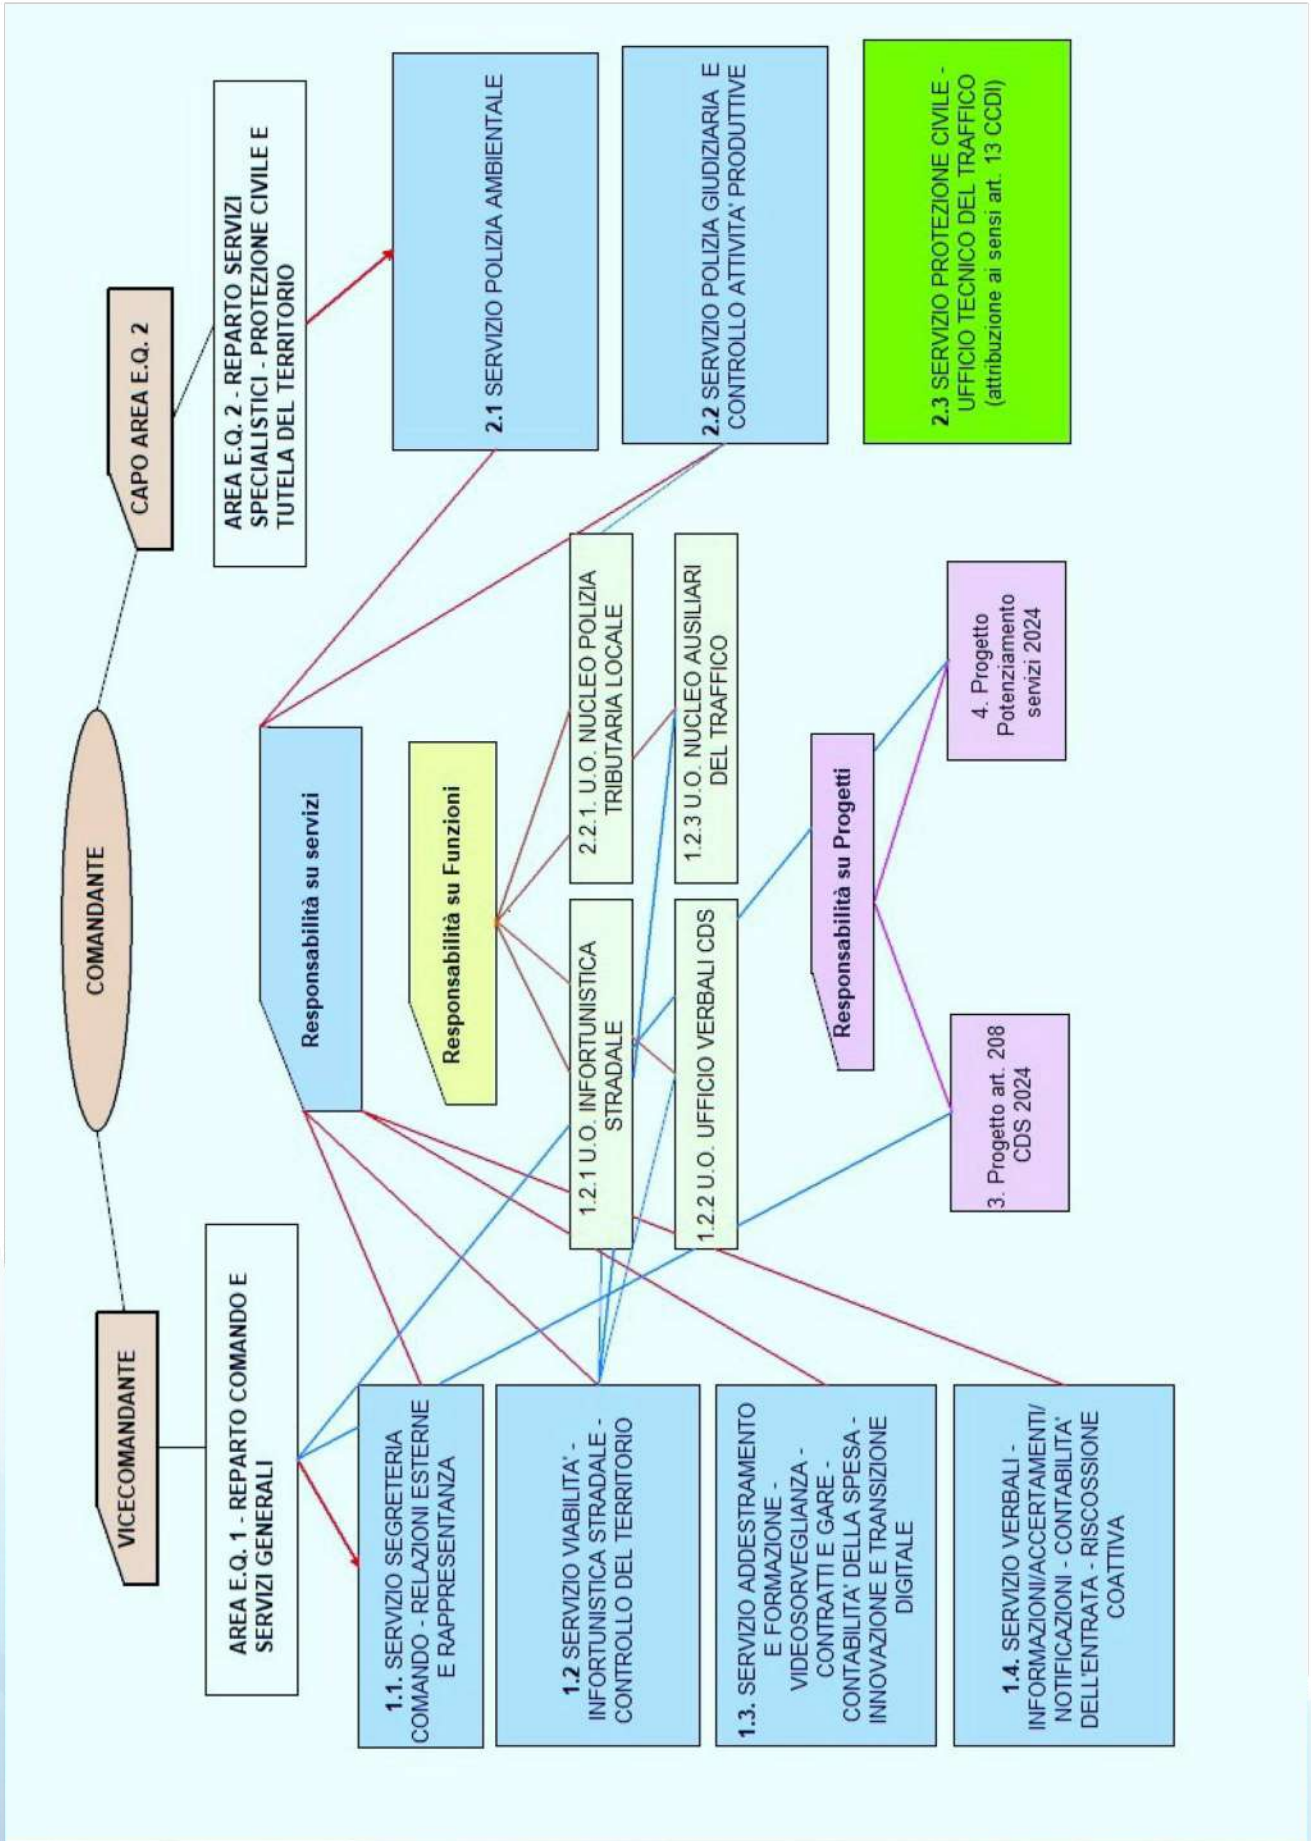 COMANDANTE
VICECOMANDANTE
CAPO AREA E.Q. 2
AREA E.Q. 1 - REPARTO COMANDO E
SERVIZI GENERALI
AREA E.Q. 2 - REPARTO SERVIZI
SPECIALISTICI - PROTEZIONE CIVILE E
TUTELA DEL TERRITORIO
Responsabilità su servizi
1.1. SERVIZIO SEGRETERIA
COMANDO - RELAZIONI ESTERNE
E RAPPRESENTANZA
1.2 SERVIZIO VIABILITA' -
INFORTUNISTICA STRADALE -
CONTROLLO DEL TERRITORIO
1.3. SERVIZIO ADDESTRAMENTO
E FORMAZIONE -
VIDEOSORVEGLIANZA -
CONTRATTI E GARE -
CONTABILITA' DELLA SPESA -
INNOVAZIONE E TRANSIZIONE
DIGITALE
1.4. SERVIZIO VERBALI -
INFORMAZIONI/ACCERTAMENTI/
NOTIFICAZIONI - CONTABILITA'
DELL'ENTRATA - RISCOSSIONE
COATTIVA
Responsabilità su Funzioni
1.2.1 U.O. INFORTUNISTICA
STRADALE
2.2.1. U.O. NUCLEO POLIZIA
TRIBUTARIA LOCALE
1.2.2 U.O. UFFICIO VERBALI CDS
1.2.3 U.O. NUCLEO AUSILIARI
DEL TRAFFICO
Responsabilità su Progetti
3. Progetto art. 208
CDS 2024
4. Progetto
Potenziamento
servizi 2024
2.1 SERVIZIO POLIZIA AMBIENTALE
2.2 SERVIZIO POLIZIA GIUDIZIARIA E
CONTROLLO ATTIVITA' PRODUTTIVE
2.3 SERVIZIO PROTEZIONE CIVILE -
UFFICIO TECNICO DEL TRAFFICO
(attribuzione ai sensi art. 13 CCDI)